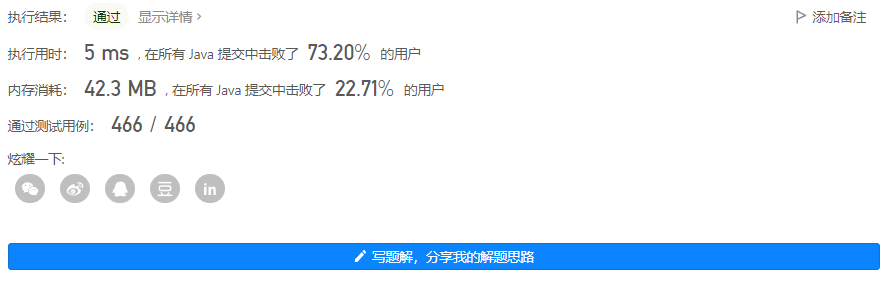 执行结果： 通过 显示详情 › 添加备注
执行用时： 5 ms , 在所有 Java 提交中击败了 73.20% 的用户
内存消耗： 42.3 MB , 在所有 Java 提交中击败了 22.71% 的用户
通过测试用例： 466 / 466
炫耀一下:
豆 in
写题解，分享我的解题思路